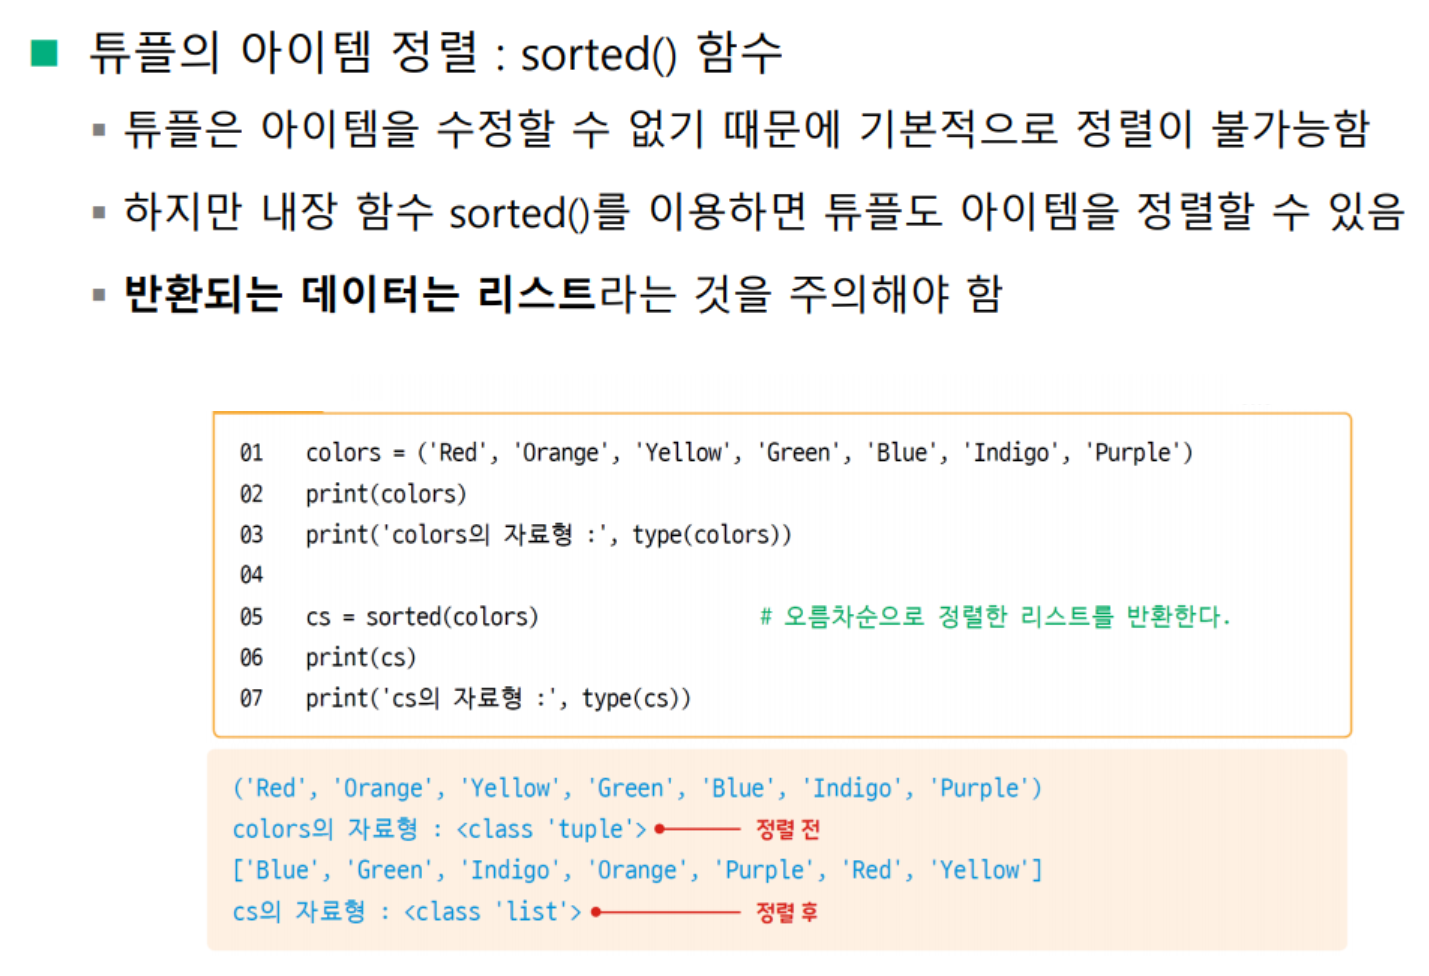 튜플의 아이템 정렬 : sorted() 함수
튜플은 아이템을 수정할 수 없기 때문에 기본적으로 정렬이 불가능함
하지만 내장 함수 sorted()를 이용하면 튜플도 아이템을 정렬할 수 있음
반환되는 데이터는 리스트라는 것을 주의해야 함
01 colors = ('Red', 'Orange', 'Yellow', 'Green', 'Blue', 'Indigo', 'Purple')
02 print(colors)
03 print('colors의 자료형 :', type(colors))
04
05 cs = sorted(colors) # 오름차순으로 정렬한 리스트를 반환한다.
06 print(cs)
07 print('cs의 자료형 :', type(cs))
('Red', 'Orange', 'Yellow', 'Green', 'Blue', 'Indigo', 'Purple')
colors의 자료형 : <class 'tuple'> 정렬 전
['Blue', 'Green', 'Indigo', 'Orange', 'Purple', 'Red', 'Yellow']
cs의 자료형 : <class 'list'> 정렬 후